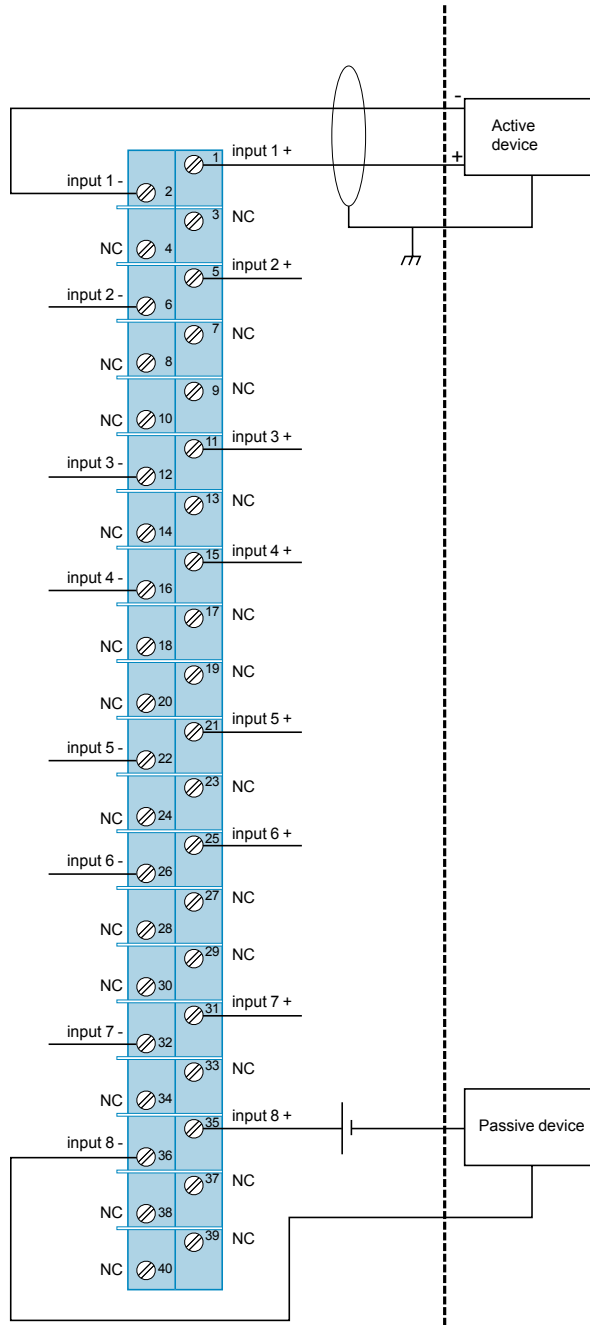 -
Active device
+
1 input 1 +
input 1 - 2
3 NC
NC 4
5 input 2 +
input 2 - 6
7 NC
NC 8
9 NC
NC 10
11 input 3 +
input 3 - 12
13 NC
NC 14
15 input 4 +
input 4 - 16
17 NC
NC 18
19 NC
NC 20
21 input 5 +
input 5 - 22
23 NC
NC 24
25 input 6 +
input 6 - 26
27 NC
NC 28
29 NC
NC 30
31 input 7 +
input 7 - 32
33 NC
NC 34
35 input 8 +
Passive device
input 8 - 36
37 NC
NC 38
39 NC
NC 40